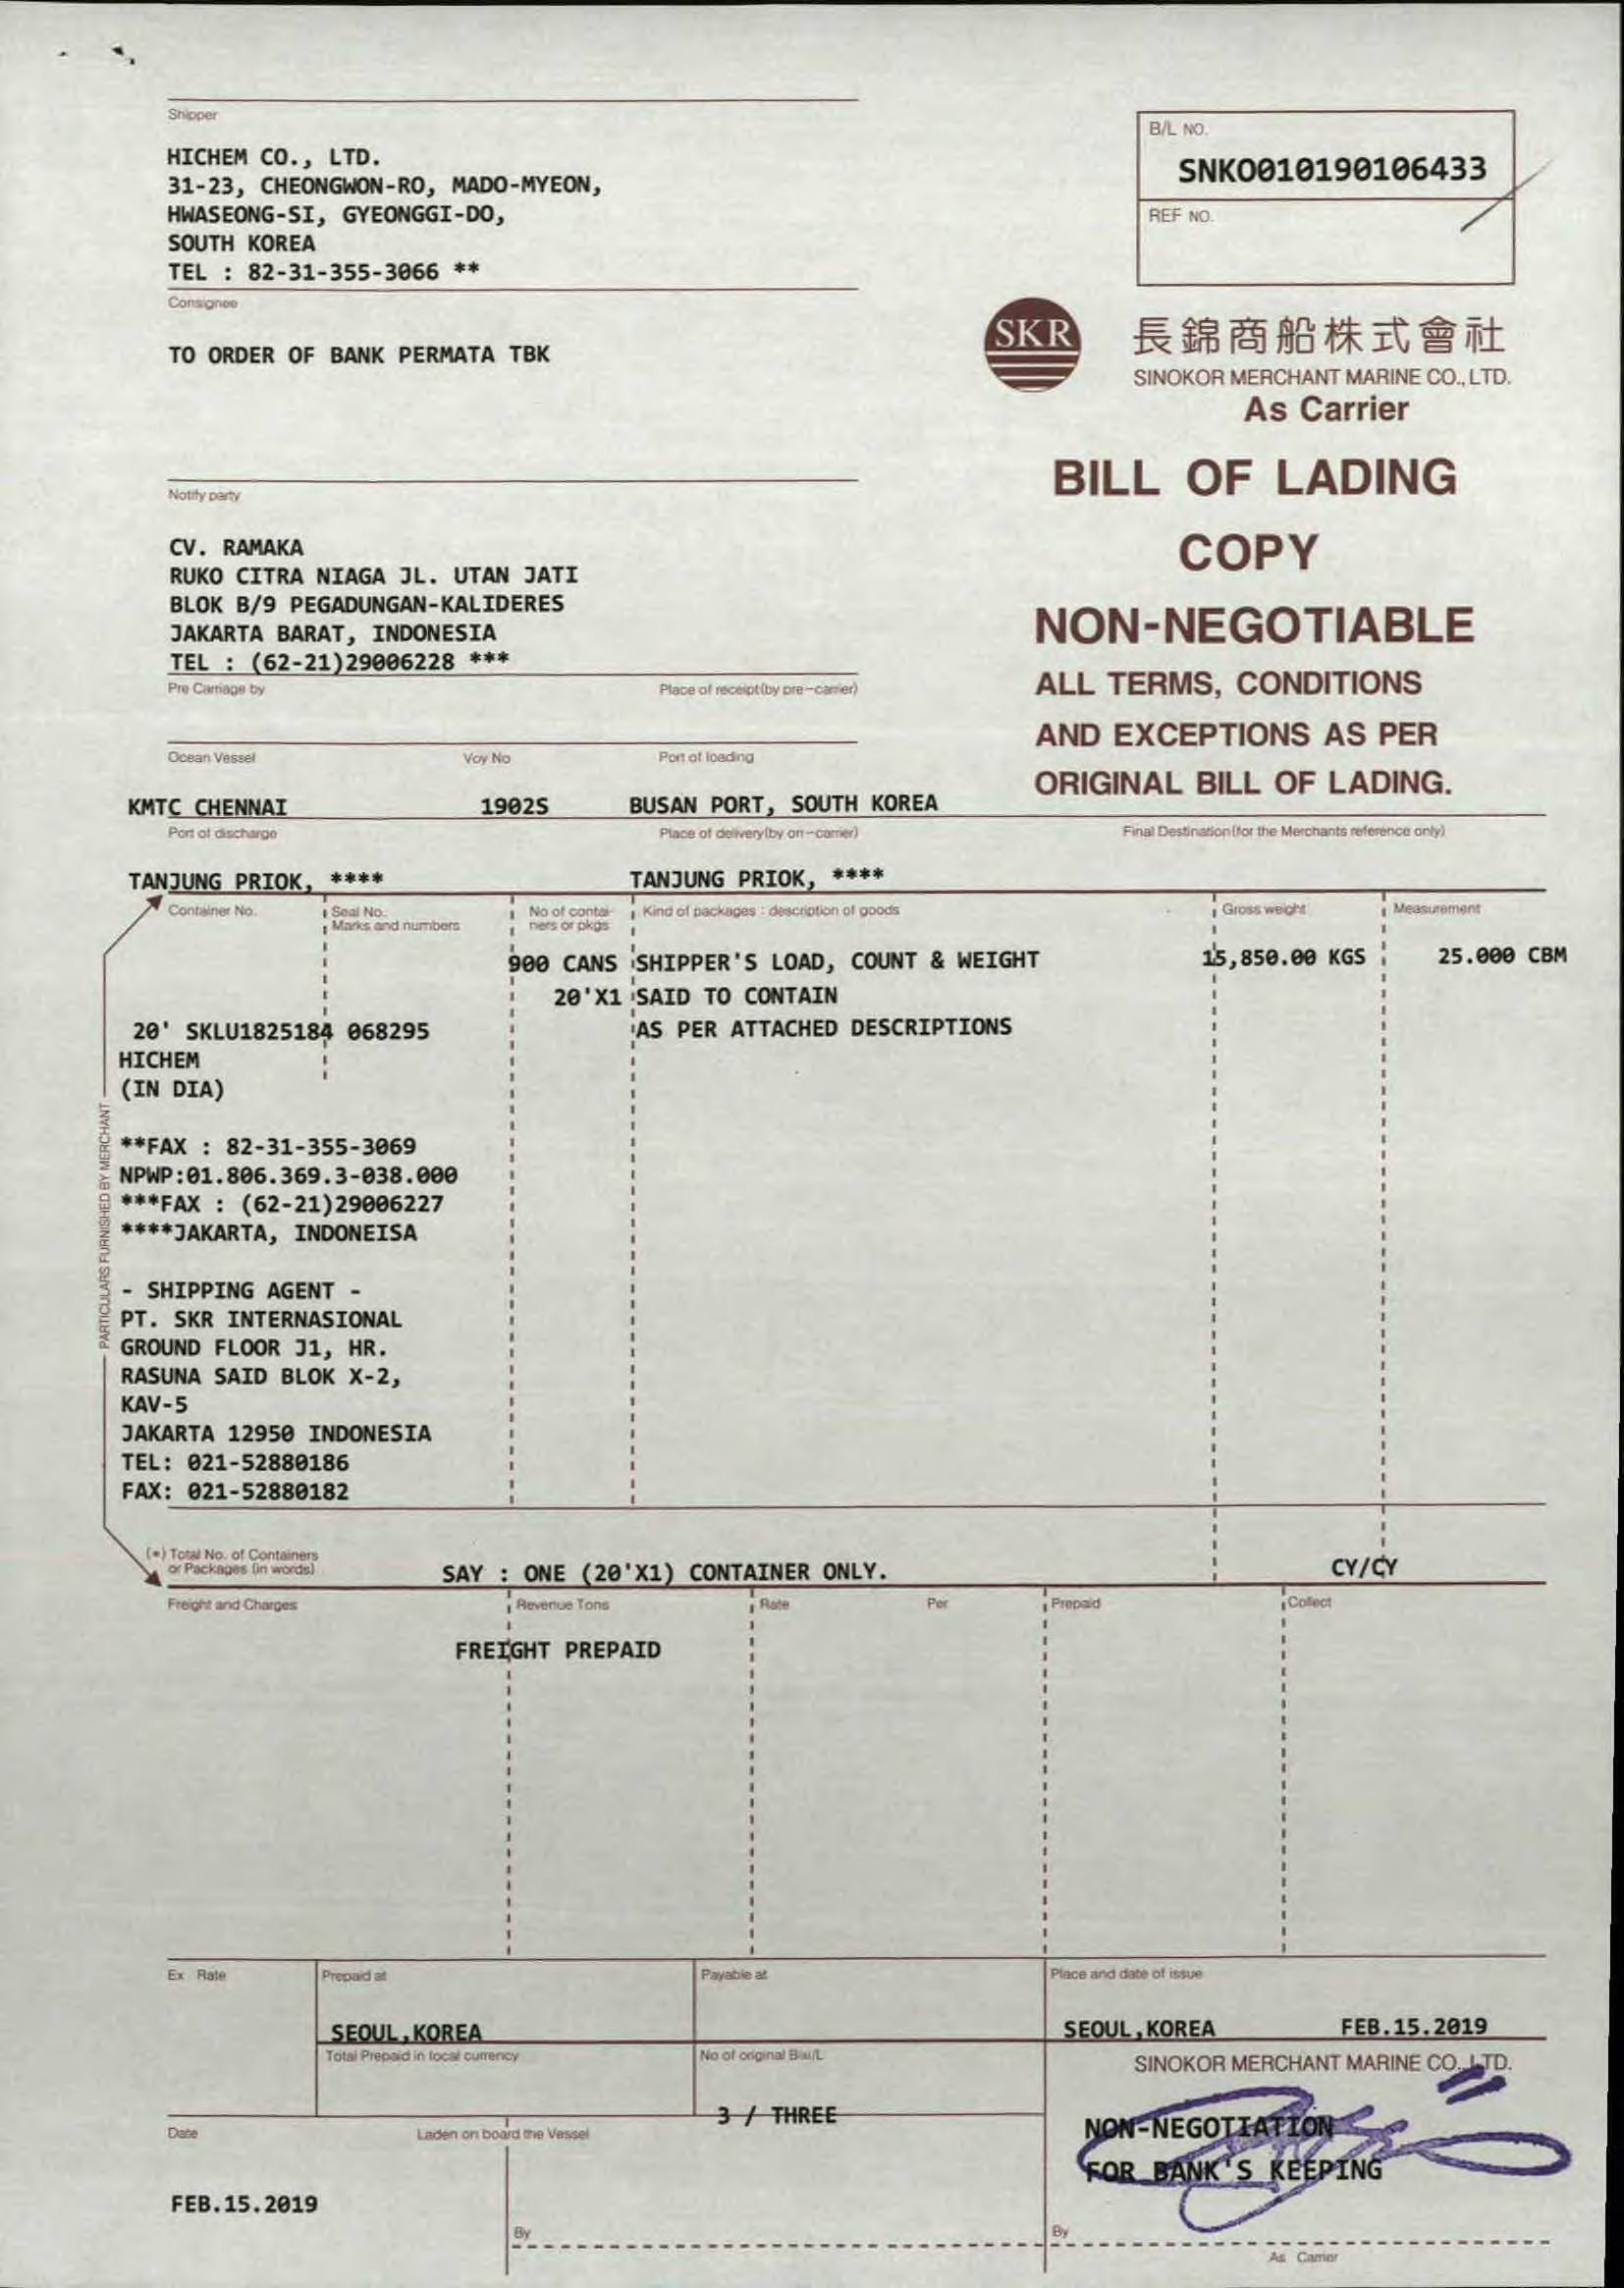 Shipper
HICHEM CO., LTD.
31-23, CHEONGWON-RO, MADO-MYEON,
HWASEONG-SI, GYEONGGI-DO,
SOUTH KOREA
TEL : 82-31-355-3066 **
B/L NO.
SNKO010190106433
REF NO.
Consignee
TO ORDER OF BANK PERMATA TBK
SKR
長錦商船株式會社
SINOKOR MERCHANT MARINE CO., LTD.
As Carrier
BILL OF LADING
COPY
NON-NEGOTIABLE
ALL TERMS, CONDITIONS
AND EXCEPTIONS AS PER
ORIGINAL BILL OF LADING.
Notify party
CV. RAMAKA
RUKO CITRA NIAGA JL. UTAN JATI
BLOK B/9 PEGADUNGAN-KALIDERES
JAKARTA BARAT, INDONESIA
TEL : (62-21)29006228 ***
Pre Carriage by Place of receipt(by pre-carrier)
Ocean Vessel Voy No Port of loading
KMTC CHENNAI 1902S BUSAN PORT, SOUTH KOREA
Port of discharge Place of delivery(by on-carrier) Final Destination(for the Merchants reference only)
TANJUNG PRIOK, **** TANJUNG PRIOK, ****
Container No. Seal No. No of contai- Kind of packages : description of goods Gross weight Measurement
Marks and numbers ners or pkgs
900 CANS SHIPPER'S LOAD, COUNT & WEIGHT 15,850.00 KGS 25.000 CBM
20'X1 SAID TO CONTAIN
20' SKLU1825184 068295 AS PER ATTACHED DESCRIPTIONS
HICHEM
(IN DIA)
**FAX : 82-31-355-3069
NPWP:01.806.369.3-038.000
***FAX : (62-21)29006227
****JAKARTA, INDONEISA
- SHIPPING AGENT -
PT. SKR INTERNASIONAL
GROUND FLOOR J1, HR.
RASUNA SAID BLOK X-2,
KAV-5
JAKARTA 12950 INDONESIA
TEL: 021-52880186
FAX: 021-52880182
PARTICULARS FURNISHED BY MERCHANT
(*) Total No. of Containers
or Packages (in words)
SAY : ONE (20'X1) CONTAINER ONLY. CY/CY
Freight and Charges Revenue Tons Rate Per Prepaid Collect
FREIGHT PREPAID
Ex Rate Prepaid at Payable at Place and date of issue
SEOUL,KOREA SEOUL,KOREA FEB.15.2019
Total Prepaid in local currency No of original B(s)/L SINOKOR MERCHANT MARINE CO.,LTD.
3 / THREE
NON-NEGOTIATION
FOR BANK'S KEEPING
Date Laden on board the Vessel
FEB.15.2019
By By
As Carrier